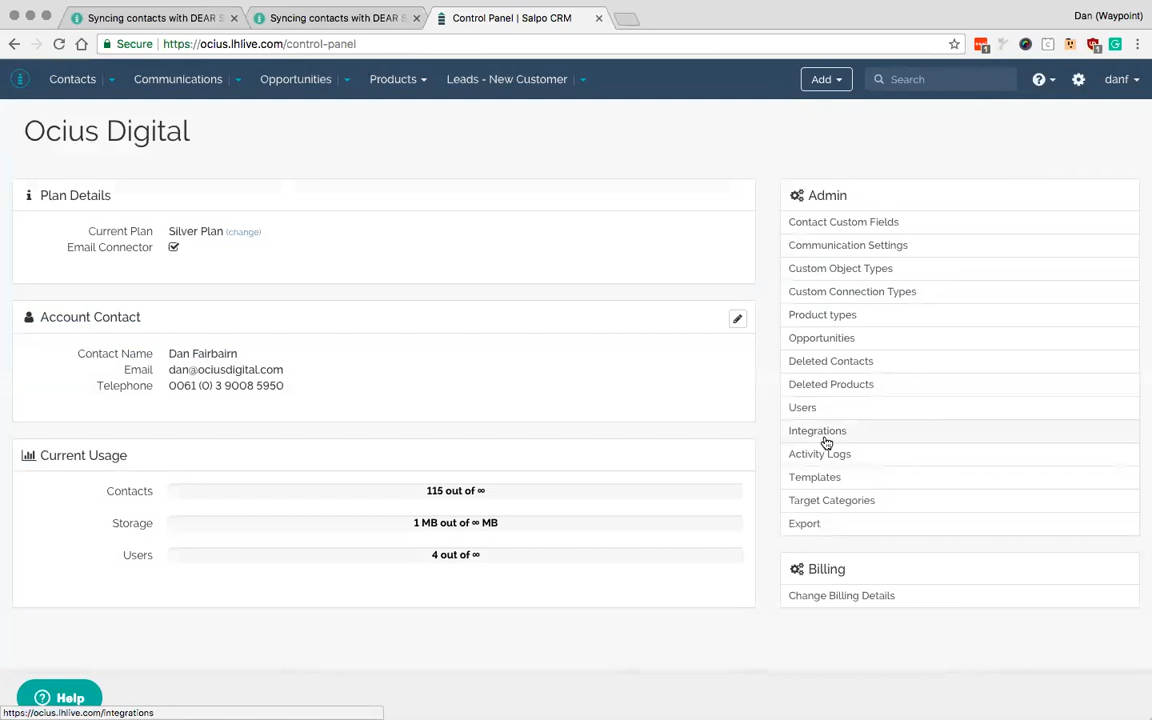 Syncing contacts with DEAR S
Syncing contacts with DEAR S
Control Panel | Salpo CRM
Dan (Waypoint)
Secure
https://ocius.lhlive.com/control-panel
Contacts
Communications
Opportunities
Products
Leads - New Customer
Add
Search
danf
Ocius Digital
Plan Details
Current Plan Silver Plan (change)
Email Connector
Account Contact
Contact Name Dan Fairbairn
Email dan@ociusdigital.com
Telephone 0061 (0) 3 9008 5950
Current Usage
Contacts 115 out of ∞
Storage 1 MB out of ∞ MB
Users 4 out of ∞
Admin
Contact Custom Fields
Communication Settings
Custom Object Types
Custom Connection Types
Product types
Opportunities
Deleted Contacts
Deleted Products
Users
Integrations
Activity Logs
Templates
Target Categories
Export
Billing
Change Billing Details
Help
https://ocius.lhlive.com/integrations